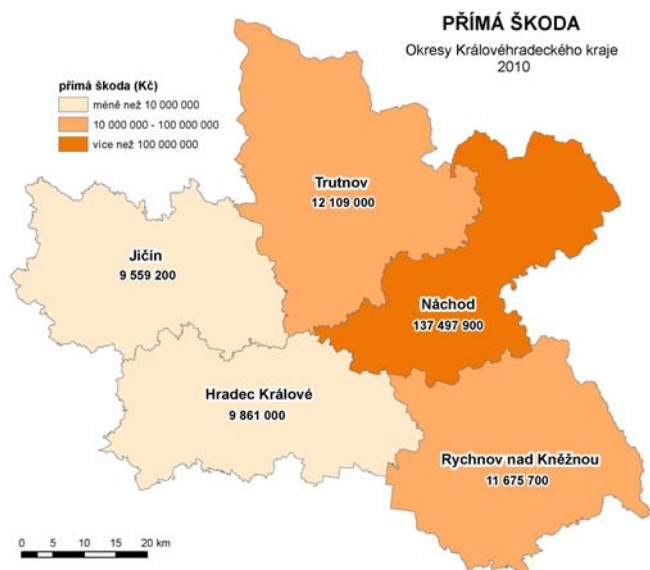 PŘÍMÁ ŠKODA
Okresy Královéhradeckého kraje
2010
přímá škoda (Kč)
méně než 10 000 000
10 000 000 - 100 000 000
více než 100 000 000
Trutnov
12 109 000
Jičín
9 559 200
Náchod
137 497 900
Hradec Králové
9 861 000
Rychnov nad Kněžnou
11 675 700
0 5 10 15 20 km